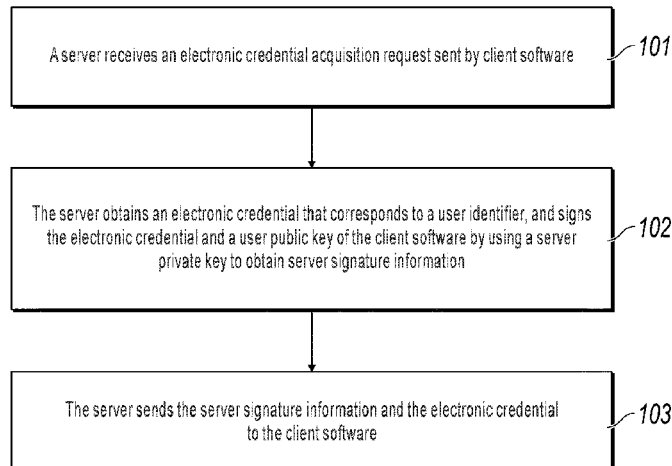 A server receives an electronic credential acquisition request sent by client software
101
The server obtains an electronic credential that corresponds to a user identifier, and signs
the electronic credential and a user public key of the client software by using a server
private key to obtain server signature information
102
The server sends the server signature information and the electronic credential
to the client software
103